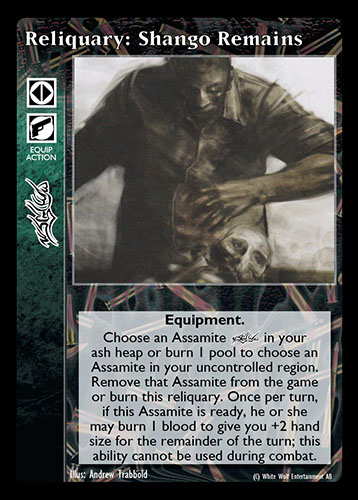 Reliquary: Shango Remains
EQUIP
ACTION
Equipment.
Choose an Assamite in your
ash heap or burn 1 pool to choose an
Assamite in your uncontrolled region.
Remove that Assamite from the game
or burn this reliquary. Once per turn,
if this Assamite is ready, he or she
may burn 1 blood to give you +2 hand
size for the remainder of the turn; this
ability cannot be used during combat.
Illus: Andrew Trabbold
(C) White Wolf Entertainment AB